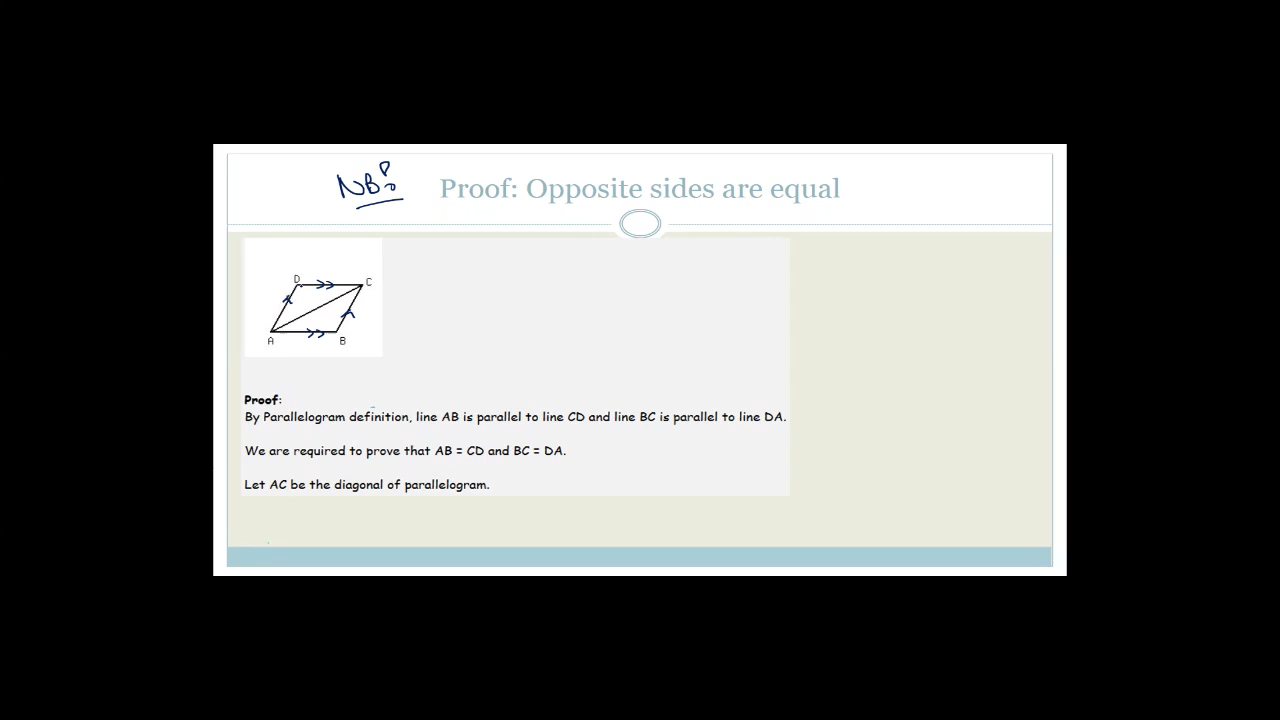 NB!
Proof: Opposite sides are equal
D
C
A
B
Proof:
By Parallelogram definition, line AB is parallel to line CD and line BC is parallel to line DA.
We are required to prove that AB = CD and BC = DA.
Let AC be the diagonal of parallelogram.